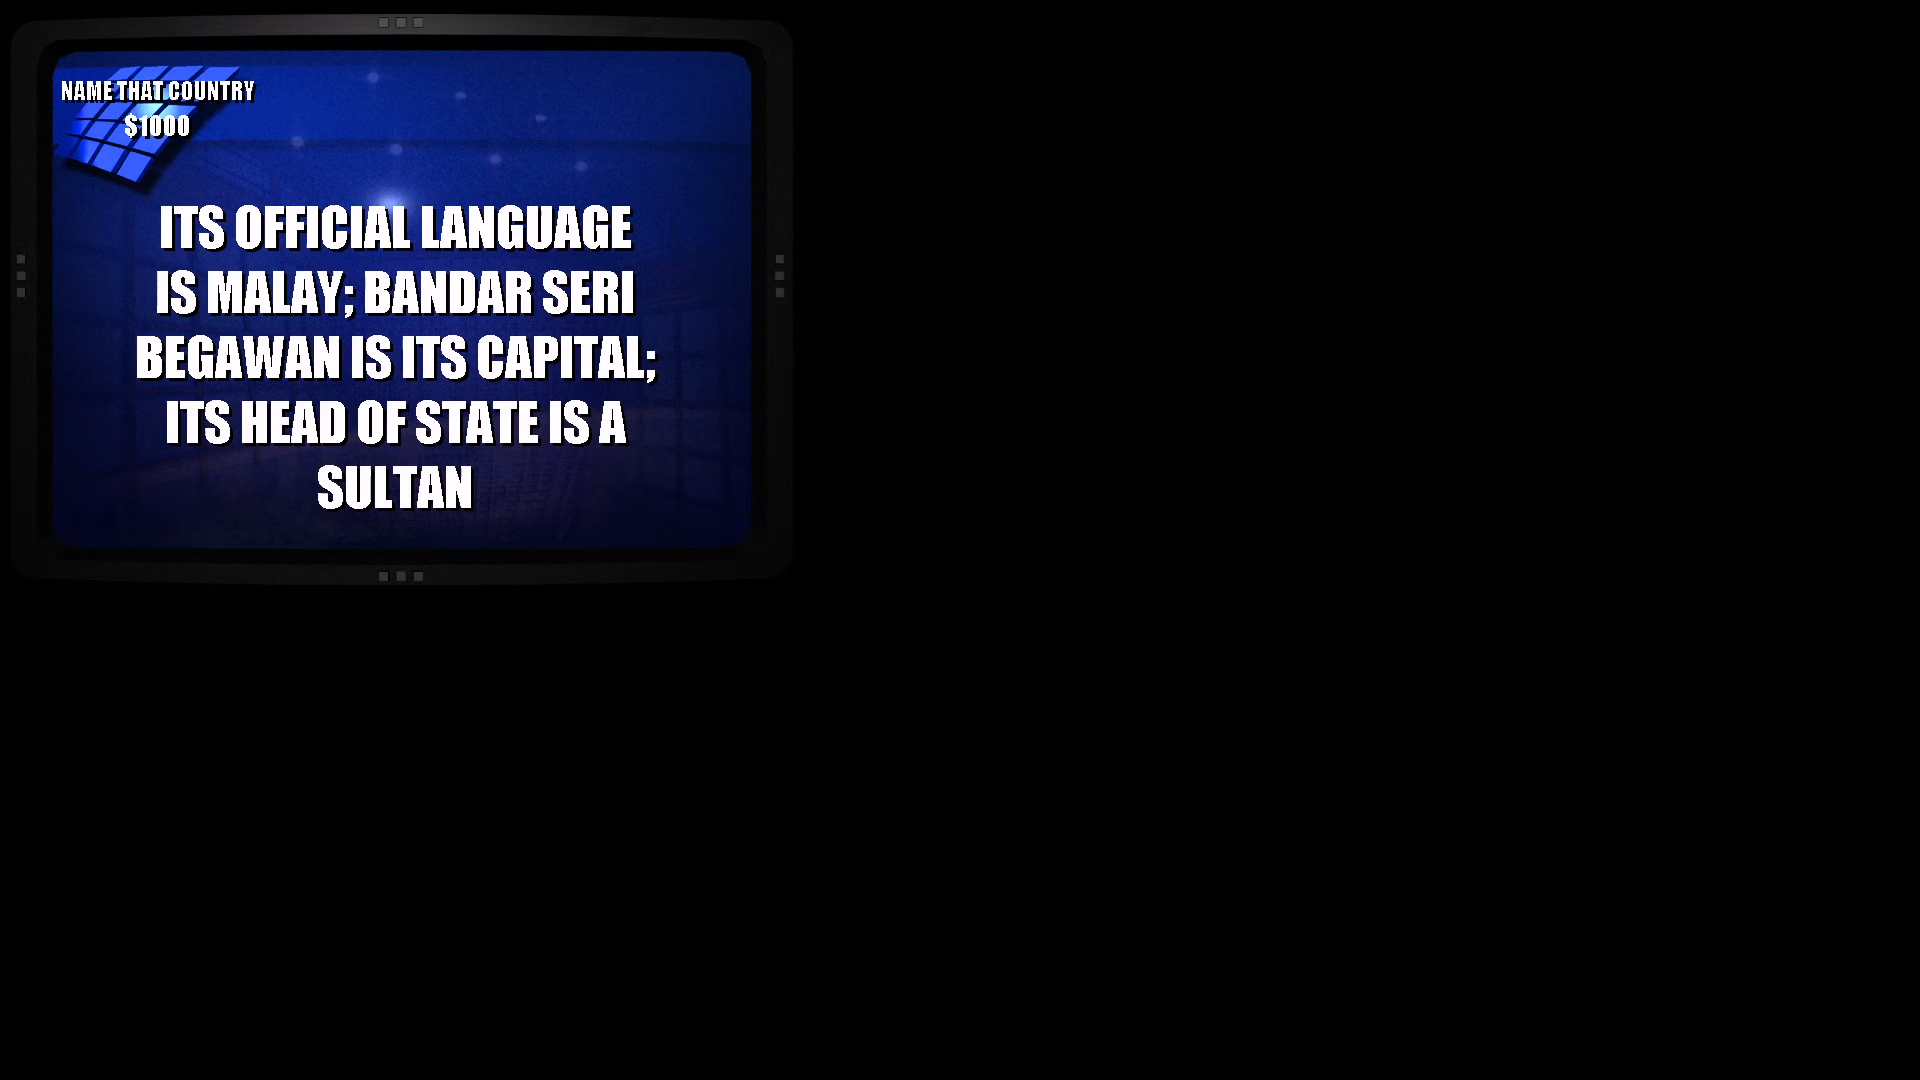 NAME THAT COUNTRY
$1000
ITS OFFICIAL LANGUAGE
IS MALAY; BANDAR SERI
BEGAWAN IS ITS CAPITAL;
ITS HEAD OF STATE IS A
SULTAN